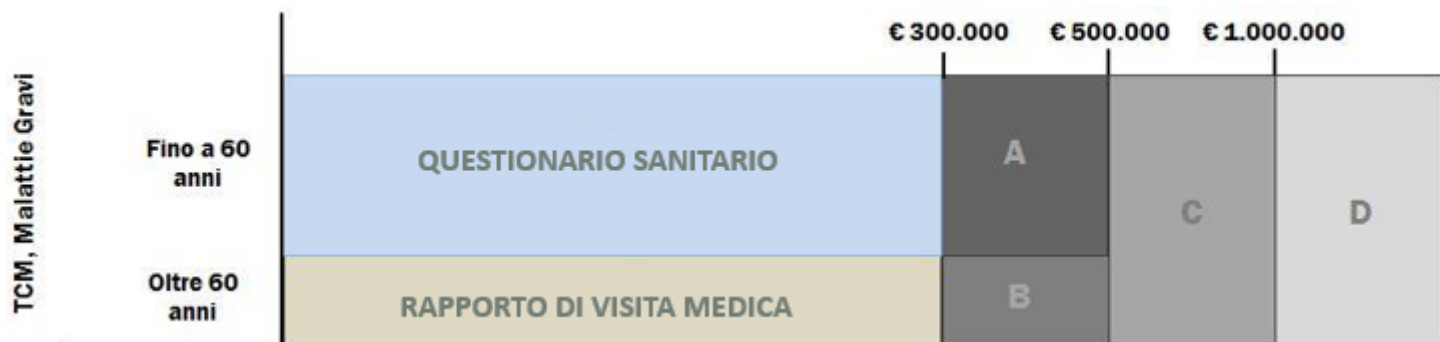 € 300.000 € 500.000 € 1.000.000
TCM, Malattie Gravi
Fino a 60
anni
QUESTIONARIO SANITARIO
A
C
D
Oltre 60
anni
RAPPORTO DI VISITA MEDICA
B